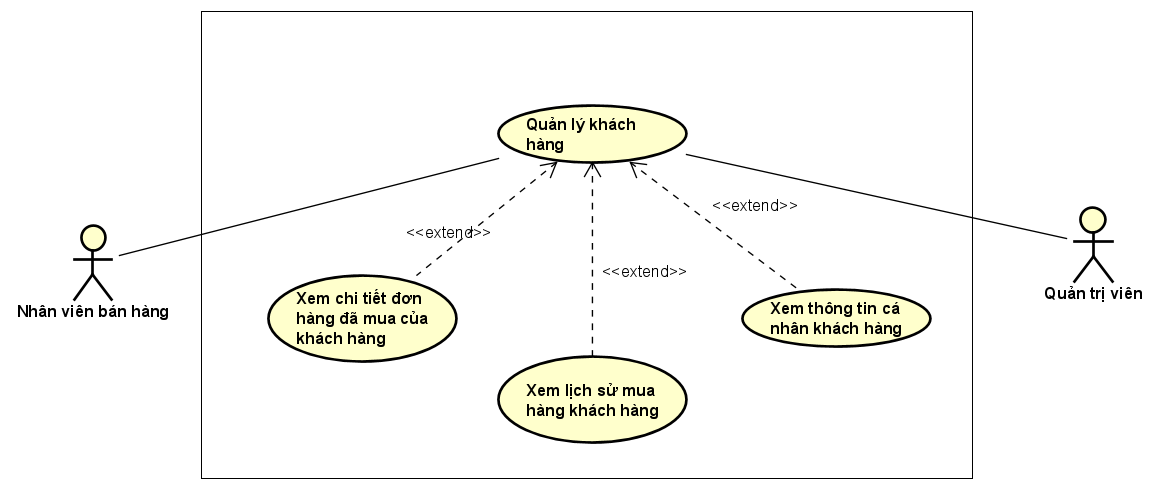 Quản lý khách
hàng
<<extend>>
<<extend>>
<<extend>>
Nhân viên bán hàng
Quản trị viên
Xem chi tiết đơn
hàng đã mua của
khách hàng
Xem thông tin cá
nhân khách hàng
Xem lịch sử mua
hàng khách hàng